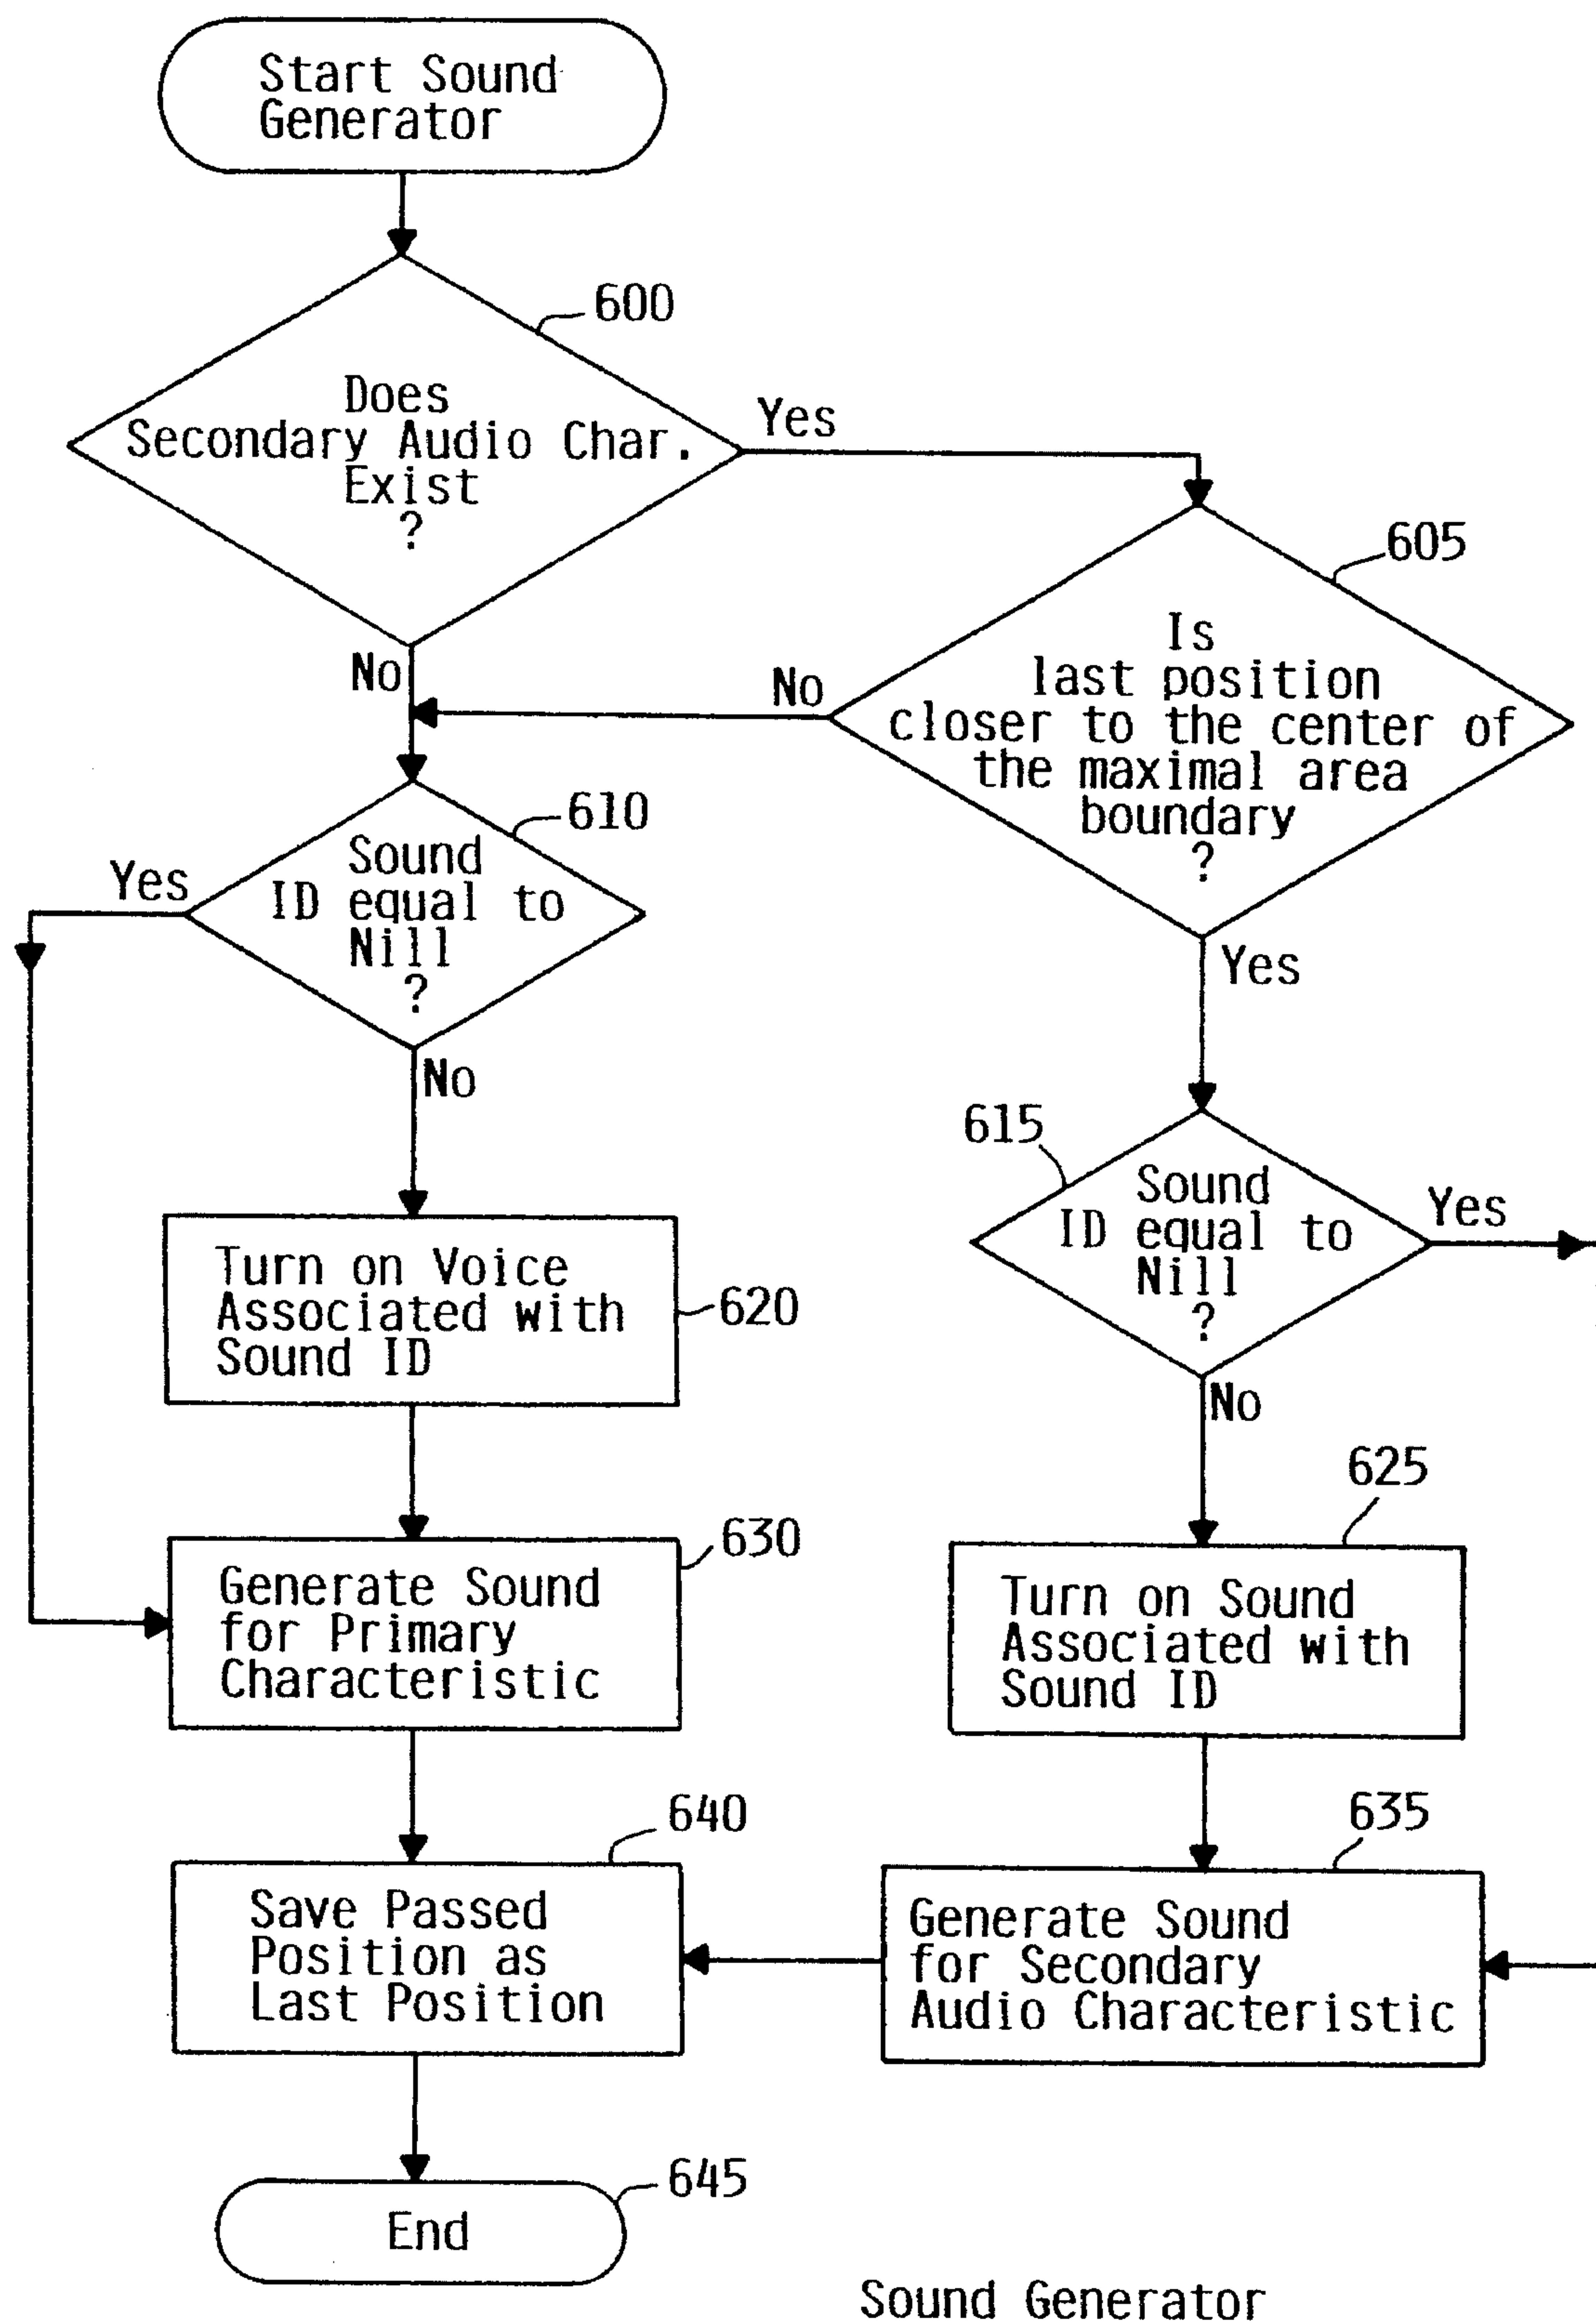 Start Sound
Generator
600
Does
Secondary Audio Char.
Exist
?
Yes
No
605
Is
last position
closer to the center of
the maximal area
boundary
?
No
Yes
610
Sound
ID equal to
Nill
?
Yes
No
615
Sound
ID equal to
Nill
?
Yes
No
Turn on Voice
Associated with
Sound ID
620
625
Turn on Sound
Associated with
Sound ID
630
Generate Sound
for Primary
Characteristic
635
Generate Sound
for Secondary
Audio Characteristic
640
Save Passed
Position as
Last Position
645
End
Sound Generator